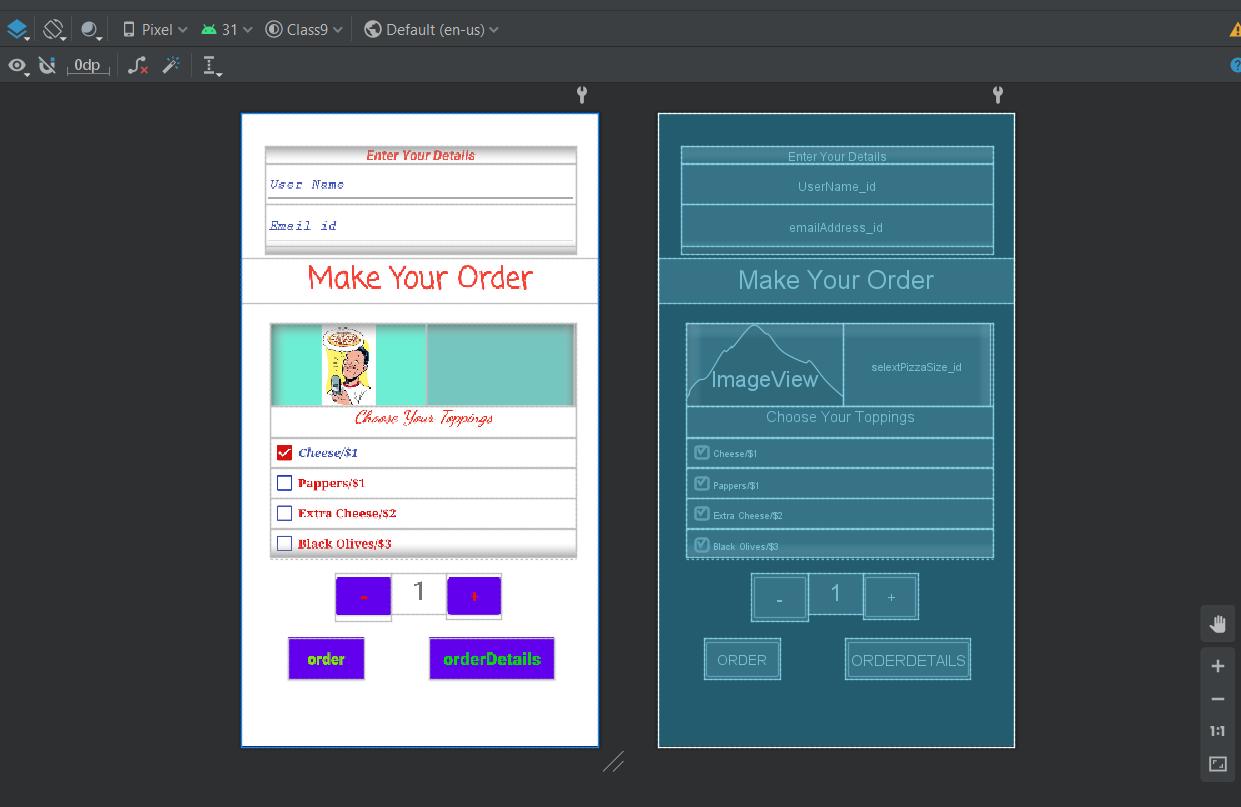 Pixel 31 Class9 Default (en-us)
0dp
Enter Your Details
User Name
Email id
Make Your Order
Choose Your Toppings
Cheese/$1
Pappers/$1
Extra Cheese/$2
Black Olives/$3
- 1 +
order orderDetails
Enter Your Details
UserName_id
emailAddress_id
Make Your Order
ImageView selextPizzaSize_id
Choose Your Toppings
Cheese/$1
Pappers/$1
Extra Cheese/$2
Black Olives/$3
- 1 +
ORDER ORDERDETAILS
1:1